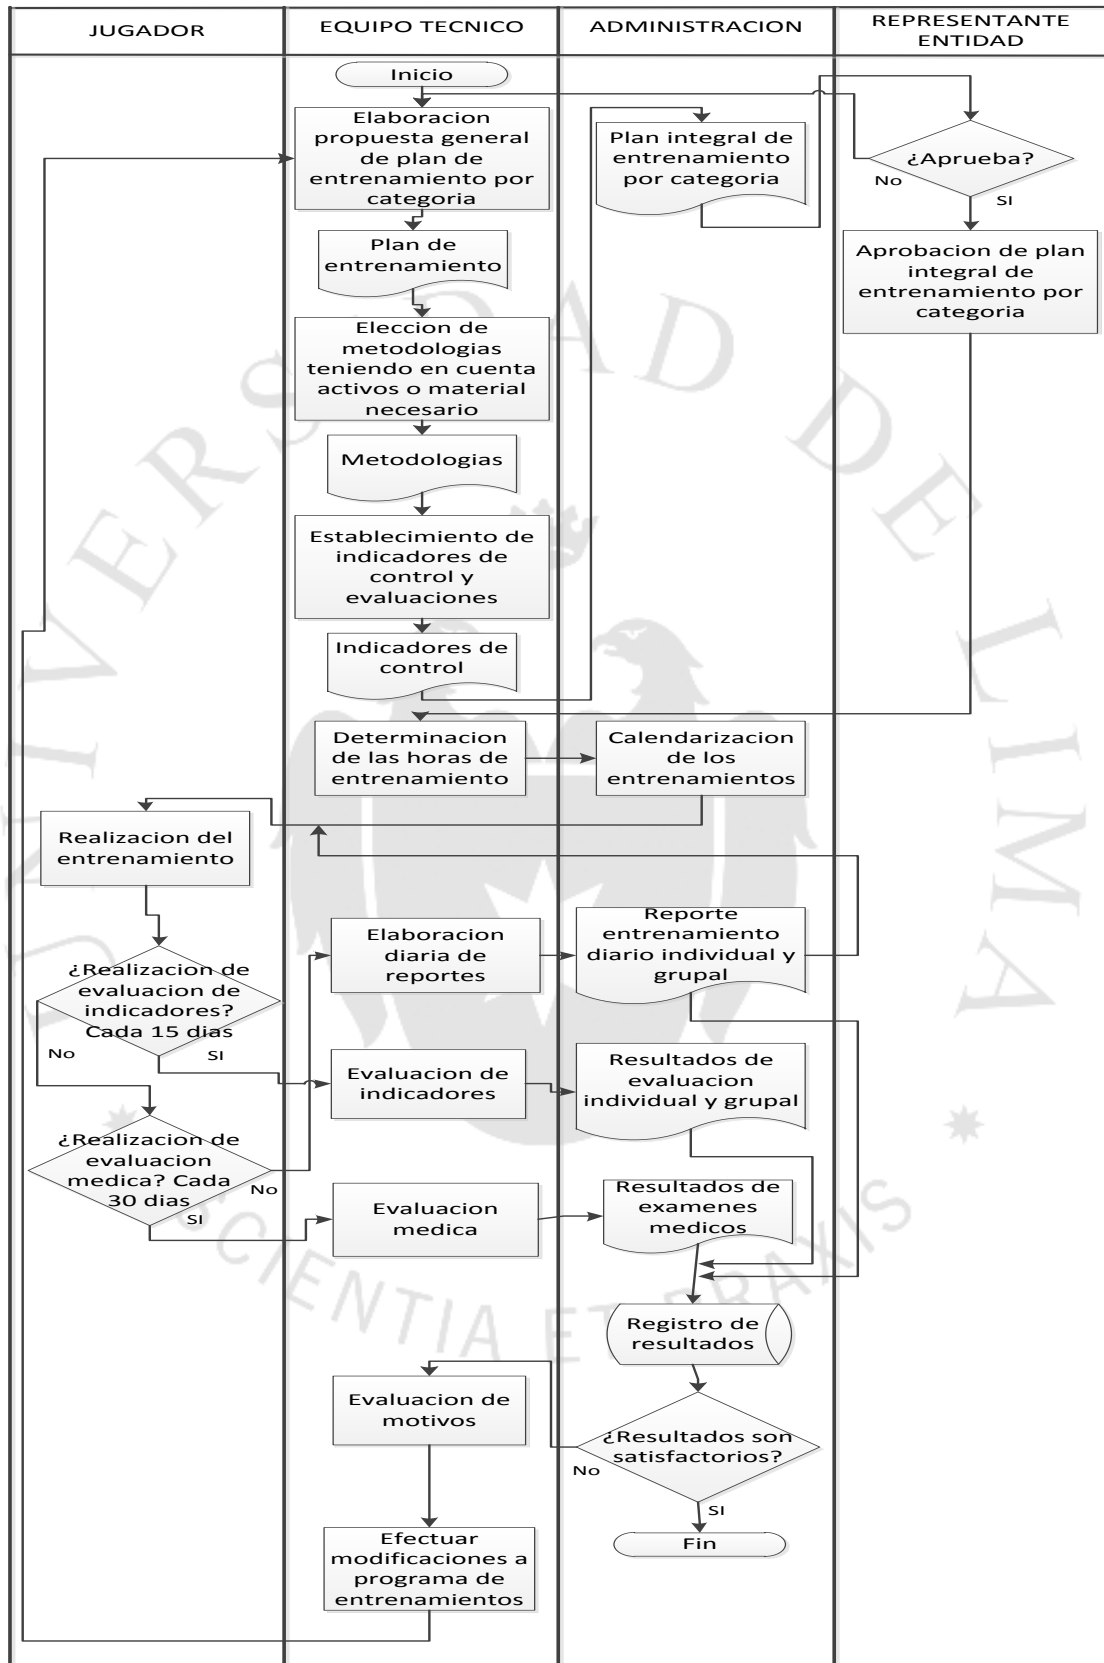 JUGADOR
EQUIPO TECNICO
ADMINISTRACION
REPRESENTANTE
ENTIDAD
Inicio
Elaboracion
propuesta general
de plan de
entrenamiento por
categoria
Plan integral de
entrenamiento
por categoria
¿Aprueba?
No
SI
Plan de
entrenamiento
Aprobacion de plan
integral de
entrenamiento por
categoria
Eleccion de
metodologias
teniendo en cuenta
activos o material
necesario
Metodologias
Establecimiento de
indicadores de
control y
evaluaciones
Indicadores de
control
Determinacion
de las horas de
entrenamiento
Calendarizacion
de los
entrenamientos
Realizacion del
entrenamiento
¿Realizacion de
evaluacion de
indicadores?
Cada 15 dias
No
SI
Elaboracion
diaria de
reportes
Reporte
entrenamiento
diario individual y
grupal
Evaluacion de
indicadores
Resultados de
evaluacion
individual y grupal
¿Realizacion de
evaluacion
medica? Cada
30 dias
No
SI
Evaluacion
medica
Resultados de
examenes
medicos
Registro de
resultados
Evaluacion de
motivos
¿Resultados son
satisfactorios?
No
SI
Efectuar
modificaciones a
programa de
entrenamientos
Fin
UNIVERSIDAD DE LIMA
SCIENTIA ET PRAXIS